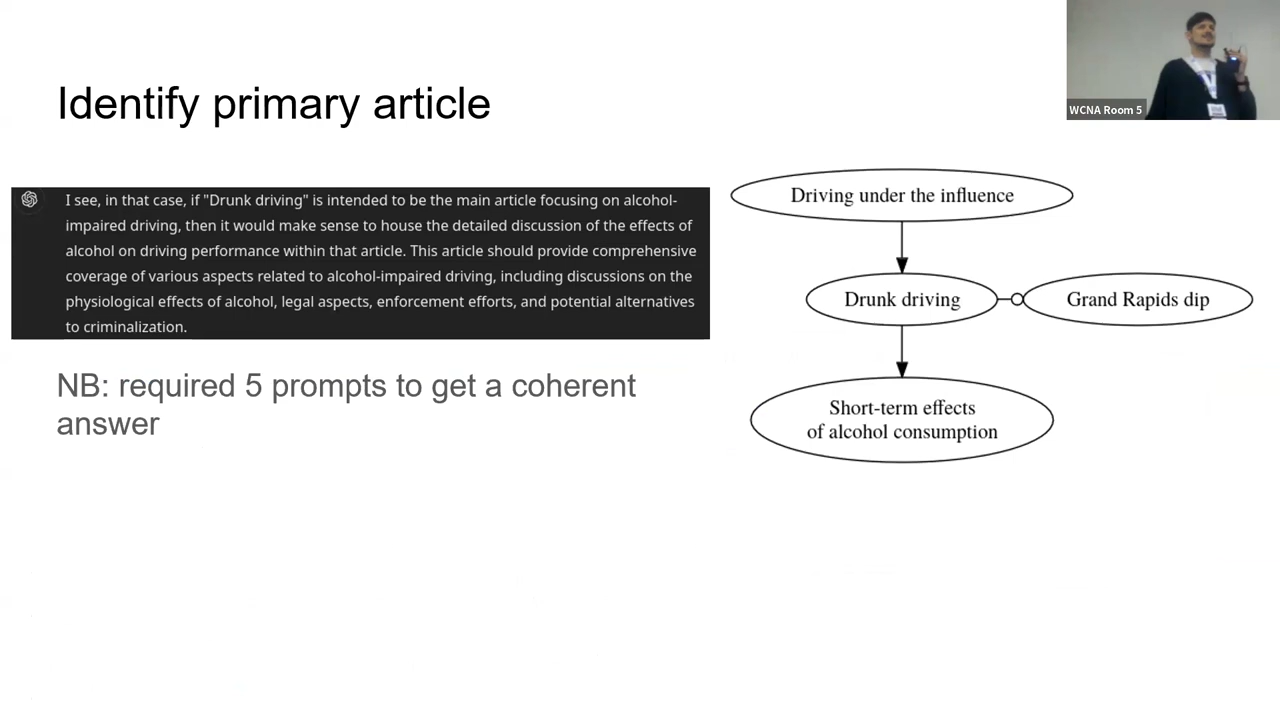 Identify primary article
WCNA Room 5
I see, in that case, if "Drunk driving" is intended to be the main article focusing on alcohol-
impaired driving, then it would make sense to house the detailed discussion of the effects of
alcohol on driving performance within that article. This article should provide comprehensive
coverage of various aspects related to alcohol-impaired driving, including discussions on the
physiological effects of alcohol, legal aspects, enforcement efforts, and potential alternatives
to criminalization.
NB: required 5 prompts to get a coherent
answer
Driving under the influence
Drunk driving
Grand Rapids dip
Short-term effects
of alcohol consumption